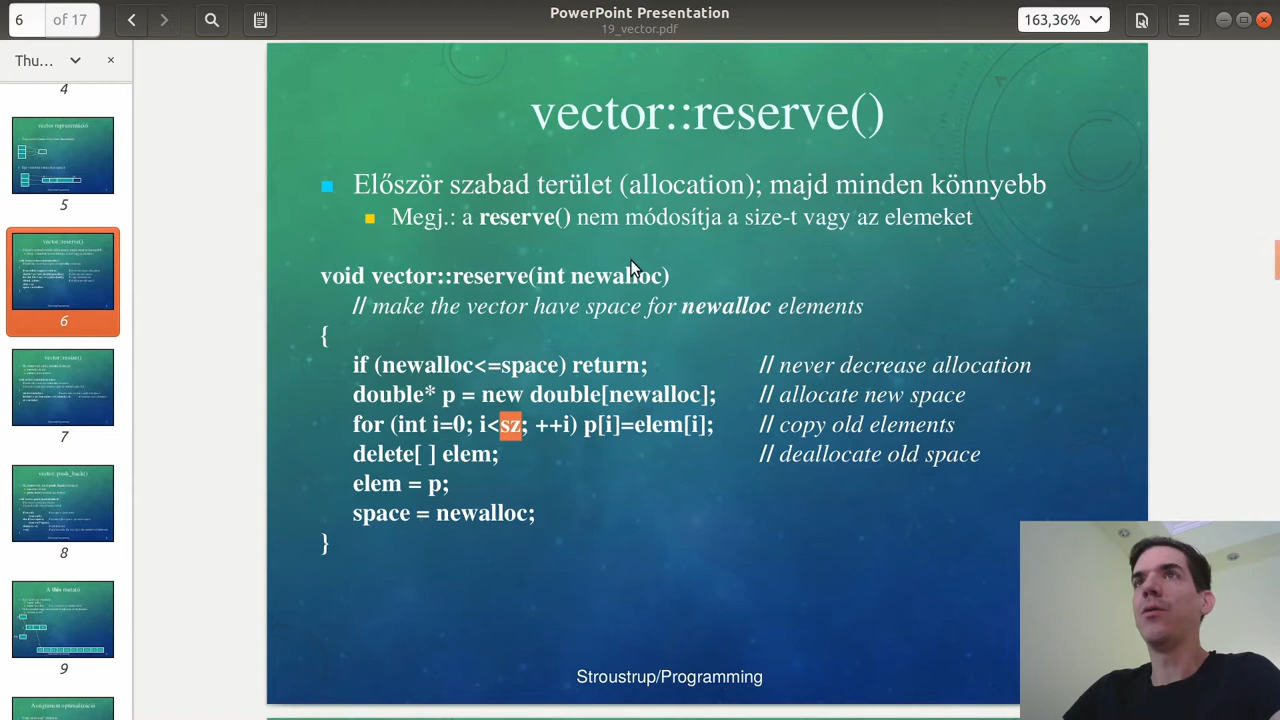 6 of 17
PowerPoint Presentation
19_vector.pdf
163,36%
Thu...
4
5
6
7
8
9
vector::reserve()
Először szabad terület (allocation); majd minden könnyebb
Megj.: a reserve() nem módosítja a size-t vagy az elemeket
void vector::reserve(int newalloc)
// make the vector have space for newalloc elements
{
if (newalloc<=space) return; // never decrease allocation
double* p = new double[newalloc]; // allocate new space
for (int i=0; i<sz; ++i) p[i]=elem[i]; // copy old elements
delete[ ] elem; // deallocate old space
elem = p;
space = newalloc;
}
Stroustrup/Programming